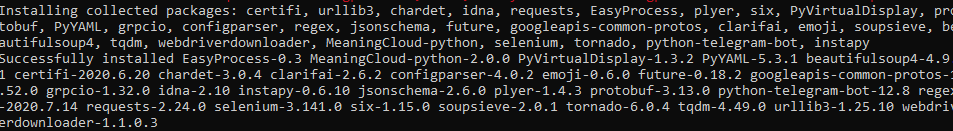 Installing collected packages: certifi, urllib3, chardet, idna, requests, EasyProcess, plyer, six, PyVirtualDisplay, pro
tobuf, PyYAML, grpcio, configparser, regex, jsonschema, future, googleapis-common-protos, clarifai, emoji, soupsieve, be
autifulsoup4, tqdm, webdriverdownloader, MeaningCloud-python, selenium, tornado, python-telegram-bot, instapy
Successfully installed EasyProcess-0.3 MeaningCloud-python-2.0.0 PyVirtualDisplay-1.3.2 PyYAML-5.3.1 beautifulsoup4-4.9.
1 certifi-2020.6.20 chardet-3.0.4 clarifai-2.6.2 configparser-4.0.2 emoji-0.6.0 future-0.18.2 googleapis-common-protos-1
.52.0 grpcio-1.32.0 idna-2.10 instapy-0.6.10 jsonschema-2.6.0 plyer-1.4.3 protobuf-3.13.0 python-telegram-bot-12.8 regex
-2020.7.14 requests-2.24.0 selenium-3.141.0 six-1.15.0 soupsieve-2.0.1 tornado-6.0.4 tqdm-4.49.0 urllib3-1.25.10 webdriv
erdownloader-1.1.0.3